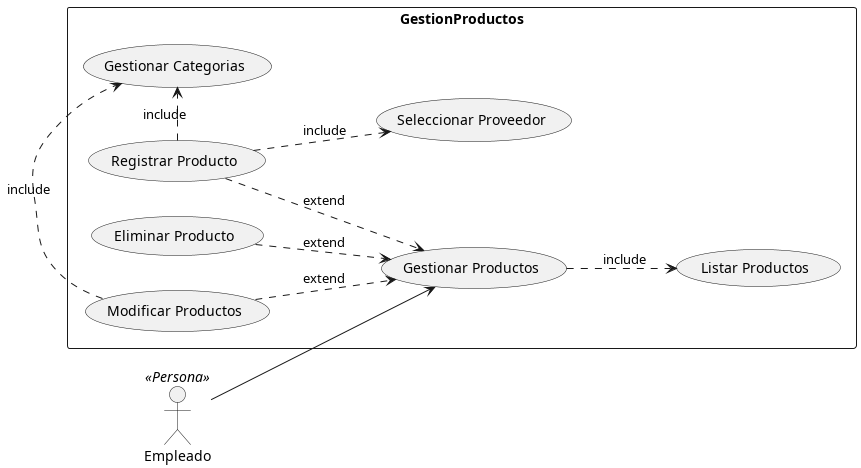 GestionProductos
Gestionar Categorias
include
Seleccionar Proveedor
include
Registrar Producto
include
extend
Eliminar Producto
extend
Gestionar Productos
include
Listar Productos
extend
Modificar Productos
«Persona»
Empleado